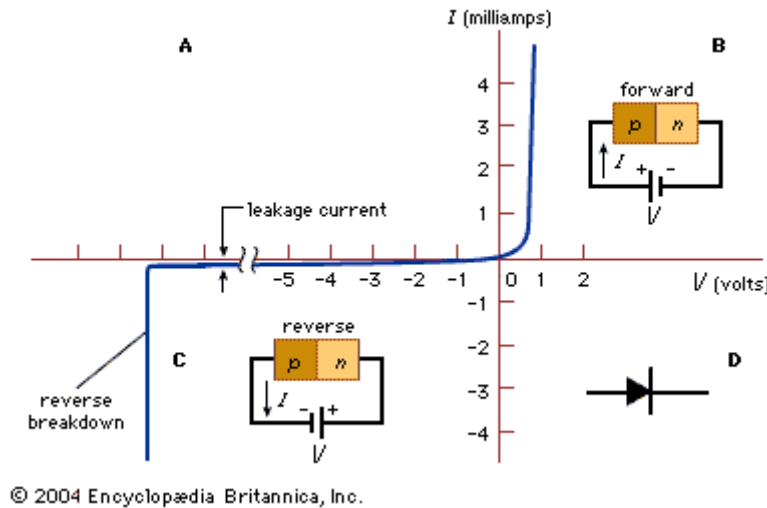 I (milliamps)
A
B
4
forward
3
p n
2
I + -
V
leakage current
1
-5 -4 -3 -2 -1 0 1 2
V (volts)
-1
reverse
C
p n
-2
D
reverse
breakdown
I - +
-3
V
-4
© 2004 Encyclopædia Britannica, Inc.